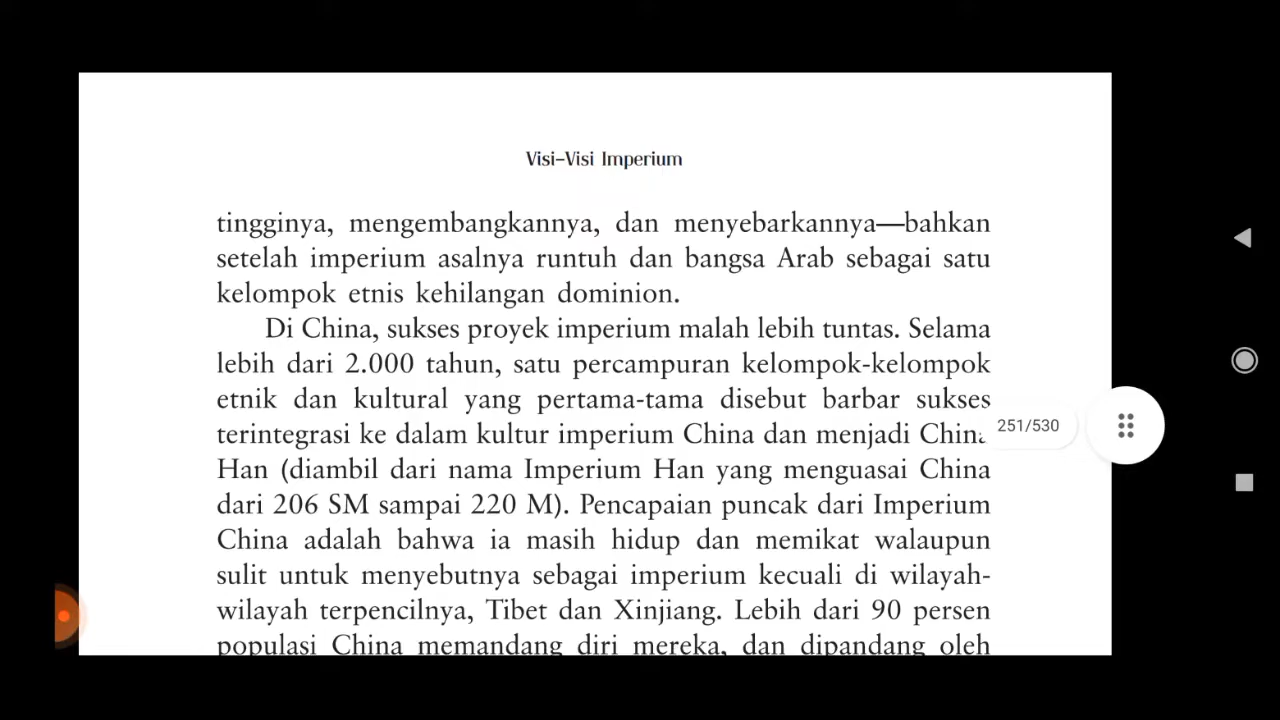 Visi-Visi Imperium
tingginya, mengembangkannya, dan menyebarkannya—bahkan
setelah imperium asalnya runtuh dan bangsa Arab sebagai satu
kelompok etnis kehilangan dominion.
Di China, sukses proyek imperium malah lebih tuntas. Selama
lebih dari 2.000 tahun, satu percampuran kelompok-kelompok
etnik dan kultural yang pertama-tama disebut barbar sukses
terintegrasi ke dalam kultur imperium China dan menjadi China
251/530
Han (diambil dari nama Imperium Han yang menguasai China
dari 206 SM sampai 220 M). Pencapaian puncak dari Imperium
China adalah bahwa ia masih hidup dan memikat walaupun
sulit untuk menyebutnya sebagai imperium kecuali di wilayah-
wilayah terpencilnya, Tibet dan Xinjiang. Lebih dari 90 persen
populasi China memandang diri mereka, dan dipandang oleh